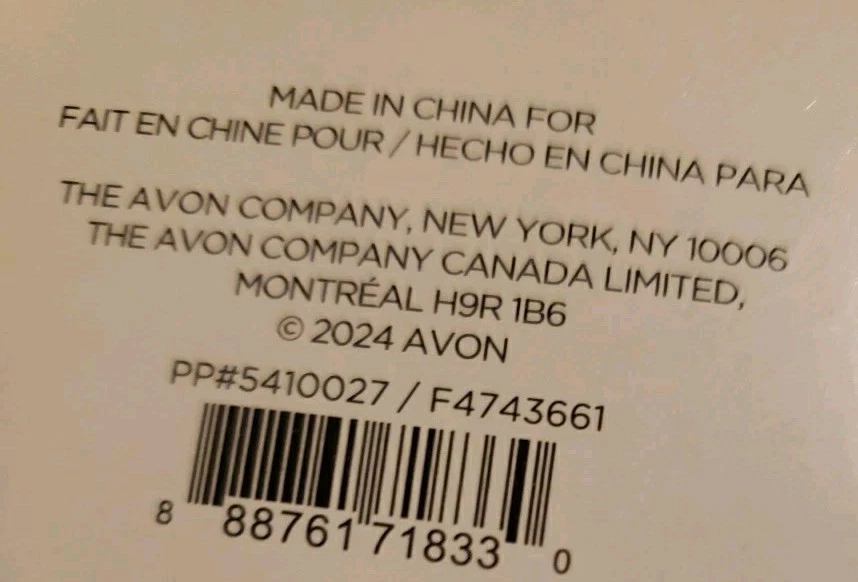 MADE IN CHINA FOR
FAIT EN CHINE POUR / HECHO EN CHINA PARA
THE AVON COMPANY, NEW YORK, NY 10006
THE AVON COMPANY CANADA LIMITED,
MONTRÉAL H9R 1B6
© 2024 AVON
PP#5410027 / F4743661
8 88761 71833 0